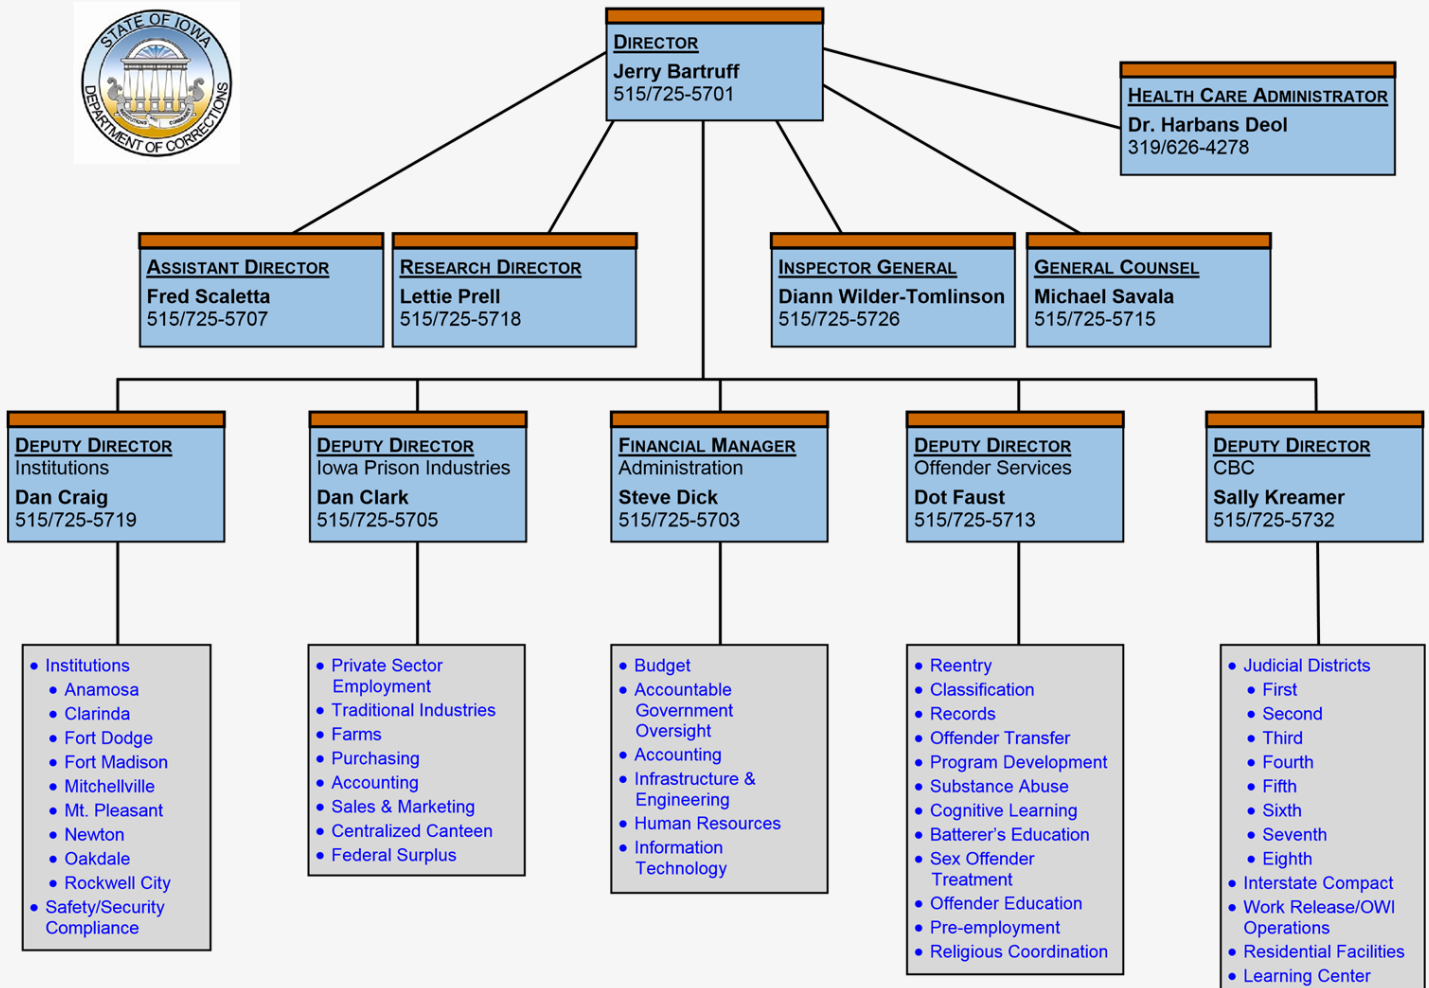 STATE OF IOWA
DEPARTMENT OF CORRECTIONS
DIRECTOR
Jerry Bartruff
515/725-5701
HEALTH CARE ADMINISTRATOR
Dr. Harbans Deol
319/626-4278
ASSISTANT DIRECTOR
Fred Scaletta
515/725-5707
RESEARCH DIRECTOR
Lettie Prell
515/725-5718
INSPECTOR GENERAL
Diann Wilder-Tomlinson
515/725-5726
GENERAL COUNSEL
Michael Savala
515/725-5715
DEPUTY DIRECTOR
Institutions
Dan Craig
515/725-5719
DEPUTY DIRECTOR
Iowa Prison Industries
Dan Clark
515/725-5705
FINANCIAL MANAGER
Administration
Steve Dick
515/725-5703
DEPUTY DIRECTOR
Offender Services
Dot Faust
515/725-5713
DEPUTY DIRECTOR
CBC
Sally Kreamer
515/725-5732
• Institutions
• Anamosa
• Clarinda
• Fort Dodge
• Fort Madison
• Mitchellville
• Mt. Pleasant
• Newton
• Oakdale
• Rockwell City
• Safety/Security
Compliance
• Private Sector
Employment
• Traditional Industries
• Farms
• Purchasing
• Accounting
• Sales & Marketing
• Centralized Canteen
• Federal Surplus
• Budget
• Accountable
Government
Oversight
• Accounting
• Infrastructure &
Engineering
• Human Resources
• Information
Technology
• Reentry
• Classification
• Records
• Offender Transfer
• Program Development
• Substance Abuse
• Cognitive Learning
• Batterer's Education
• Sex Offender
Treatment
• Offender Education
• Pre-employment
• Religious Coordination
• Judicial Districts
• First
• Second
• Third
• Fourth
• Fifth
• Sixth
• Seventh
• Eighth
• Interstate Compact
• Work Release/OWI
Operations
• Residential Facilities
• Learning Center